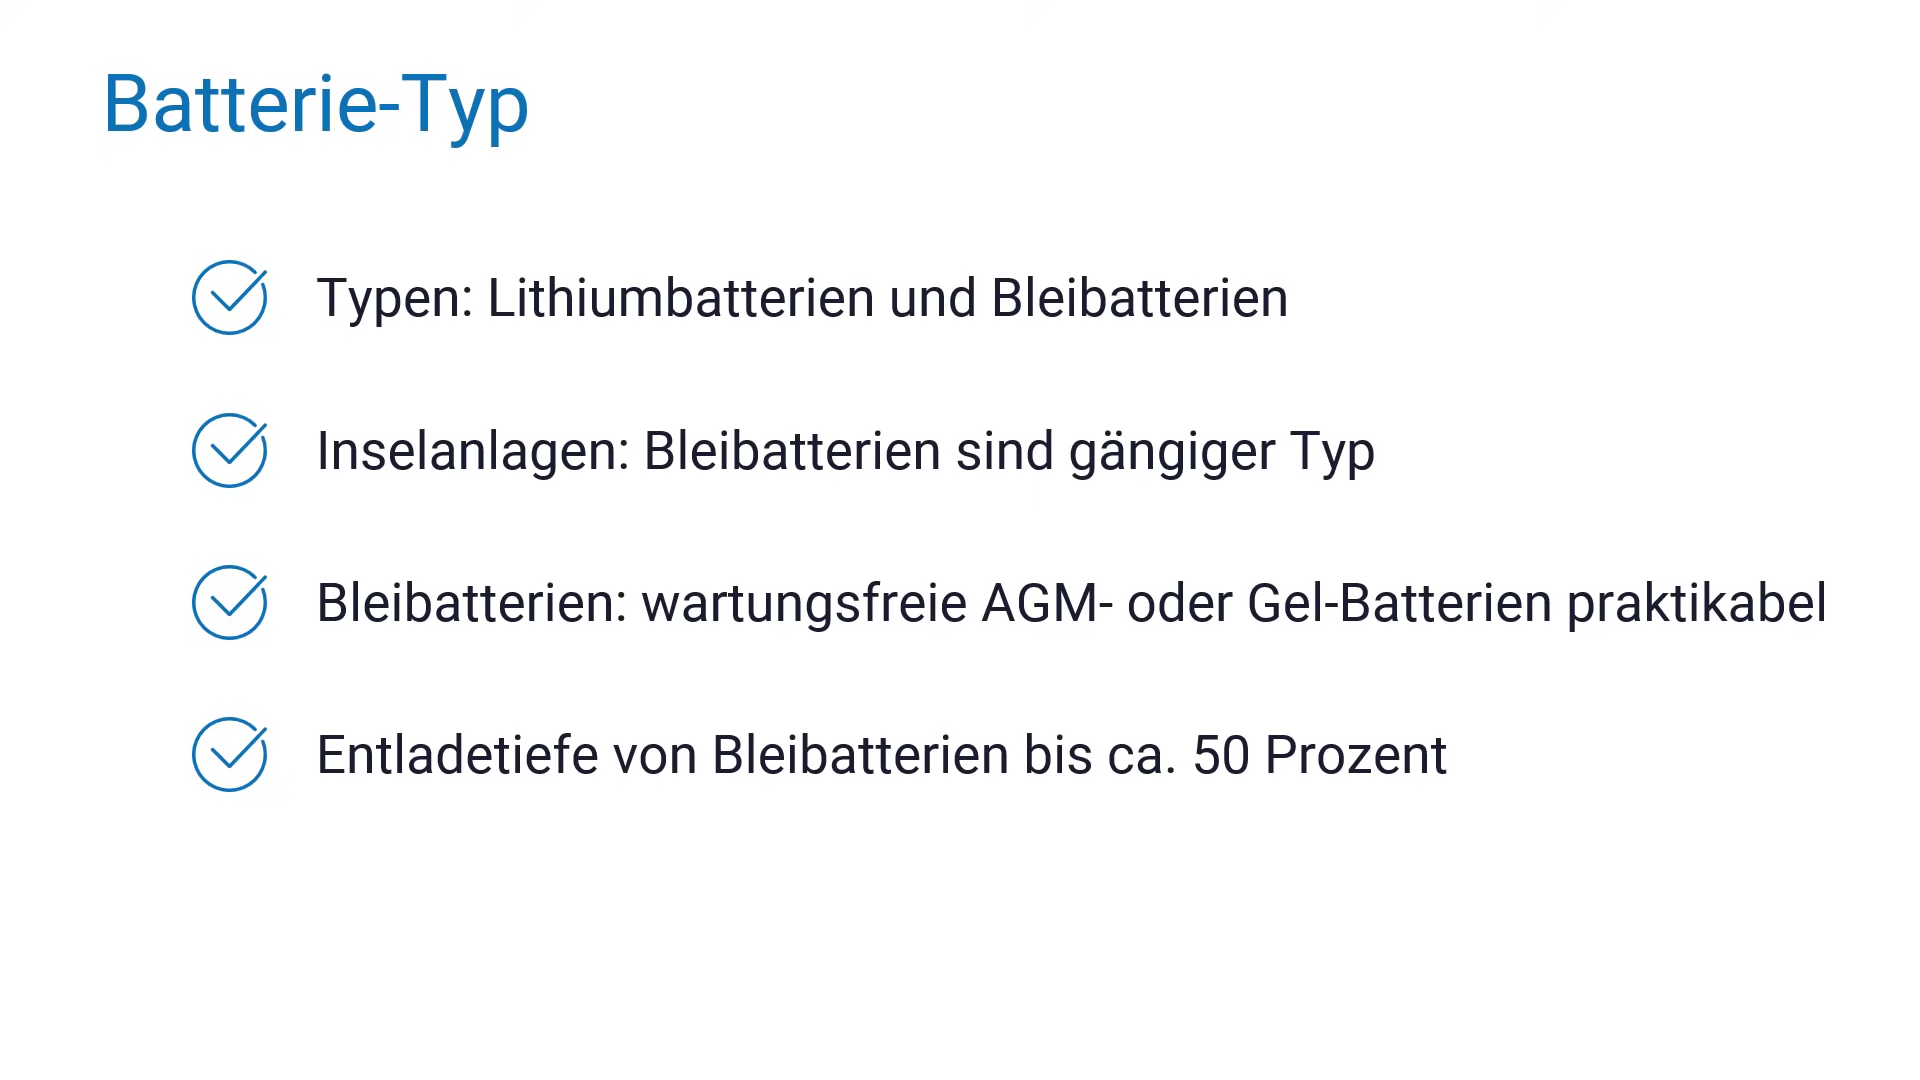 Batterie-Typ
Typen: Lithiumbatterien und Bleibatterien
Inselanlagen: Bleibatterien sind gängiger Typ
Bleibatterien: wartungsfreie AGM- oder Gel-Batterien praktikabel
Entladetiefe von Bleibatterien bis ca. 50 Prozent